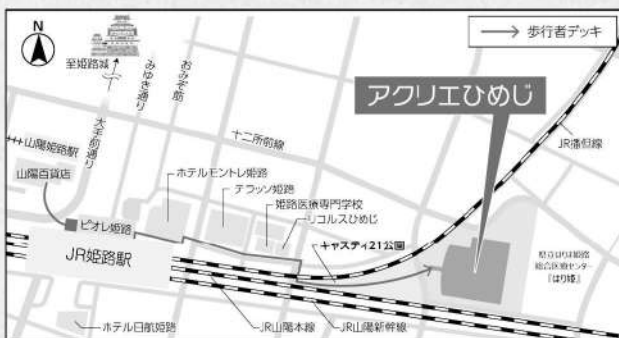 N
至姫路城
みゆき通り
おみぞ筋
大手前通り
十二所前線
歩行者デッキ
アクリエひめじ
JR播但線
山陽姫路駅
山陽百貨店
ピオレ姫路
ホテルモントレ姫路
テラッソ姫路
姫路医療専門学校
リコルスひめじ
キャスティ21公園
県立はりま姫路
総合医療センター
『はり姫』
JR姫路駅
ホテル日航姫路
JR山陽本線
JR山陽新幹線